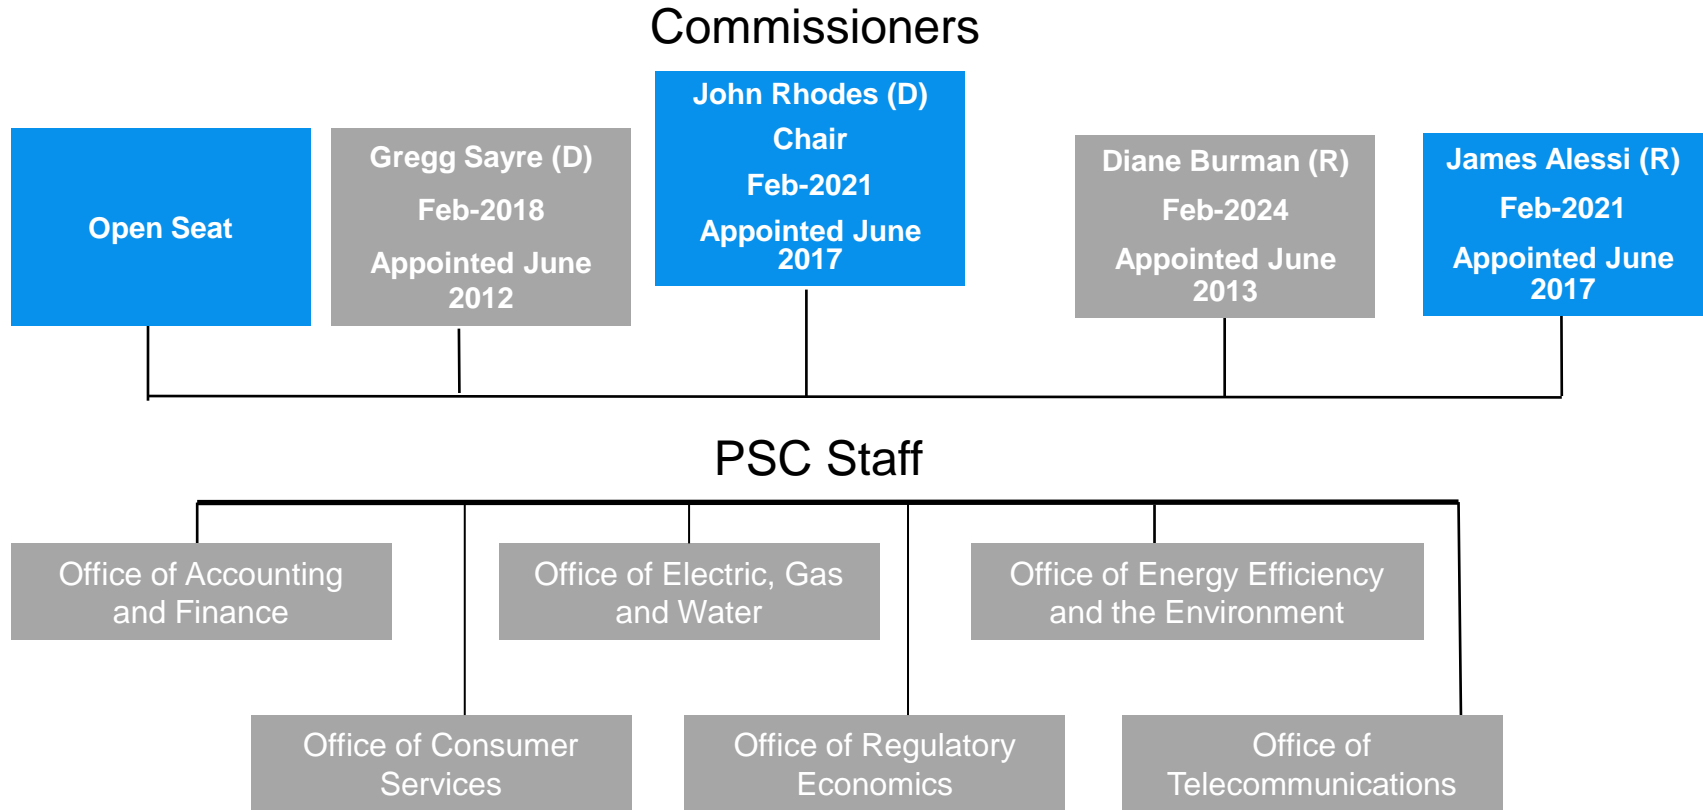 Commissioners
Open Seat
Gregg Sayre (D)
Feb-2018
Appointed June
2012
John Rhodes (D)
Chair
Feb-2021
Appointed June
2017
Diane Burman (R)
Feb-2024
Appointed June
2013
James Alessi (R)
Feb-2021
Appointed June
2017
PSC Staff
Office of Accounting
and Finance
Office of Electric, Gas
and Water
Office of Energy Efficiency
and the Environment
Office of Consumer
Services
Office of Regulatory
Economics
Office of
Telecommunications